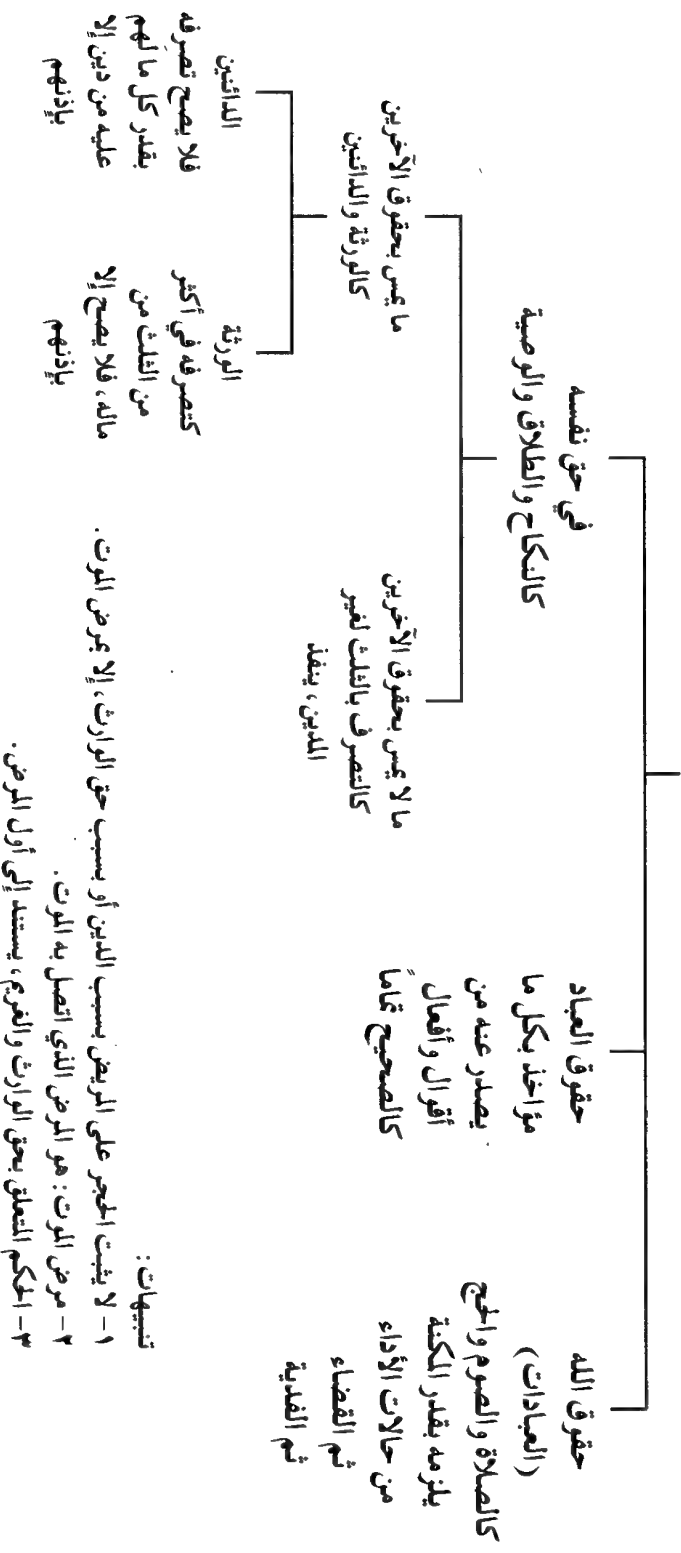 حقوق الله
(العبادات)
كالصلاة والصوم والحج
يلزمه بقدر المكنة
من حالات الأداء
ثم القضاء
ثم الفدية
حقوق العباد
مؤاخذ بكل ما
يصدر عنه من
أقوال وأفعال
كالصحيح تماماً
في حق نفسه
كالنكاح والطلاق والوصية
ما لا يمس بحقوق الآخرين
كالتصرف بالثلث لغير
المدين، ينفذ
ما يمس بحقوق الآخرين
كالورثة والدائنين
الورثة
كتصرفه في أكثر
من الثلث من
ماله، فلا يصح إلا
بإذنهم
الدائنين
فلا يصح تصرفه
بقدر كل ما لهم
عليه من دين إلا
بإذنهم
تنبيهات:
١ – لا يثبت الحجر على المريض بسبب الدين أو بسبب حق الوارث، إلا بمرض الموت.
٢ – مرض الموت: هو المرض الذي اتصل به الموت.
٣ – الحكم المتعلق بحق الوارث والغريم، يستند إلى أول المرض.